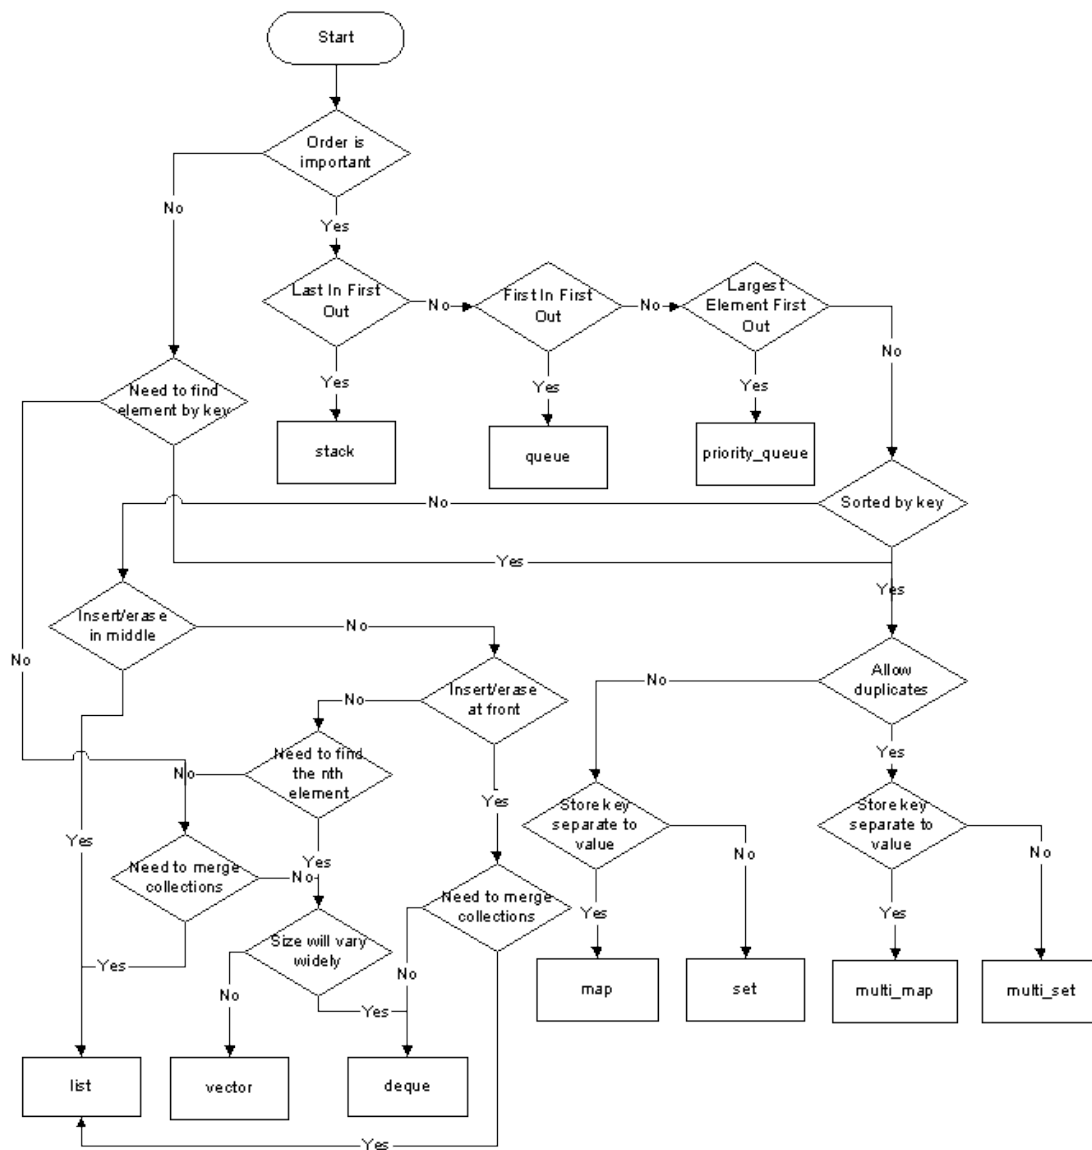 Start
Order is
important
No
Yes
Last In First
Out
No
First In First
Out
No
Largest
Element First
Out
No
Need to find
element by key
Yes
Yes
Yes
stack
queue
priority_queue
No
Sorted by key
Yes
Yes
Insert/erase
in middle
No
No
Insert/erase
at front
No
No
Allow
duplicates
Need to find
the nth
element
No
Yes
Yes
Store key
separate to
value
Store key
separate to
value
Yes
Yes
No
No
Need to merge
collections
No
Need to merge
collections
Yes
Yes
Size will vary
widely
Yes
No
No
Yes
map
set
multi_map
multi_set
list
vector
deque
Yes